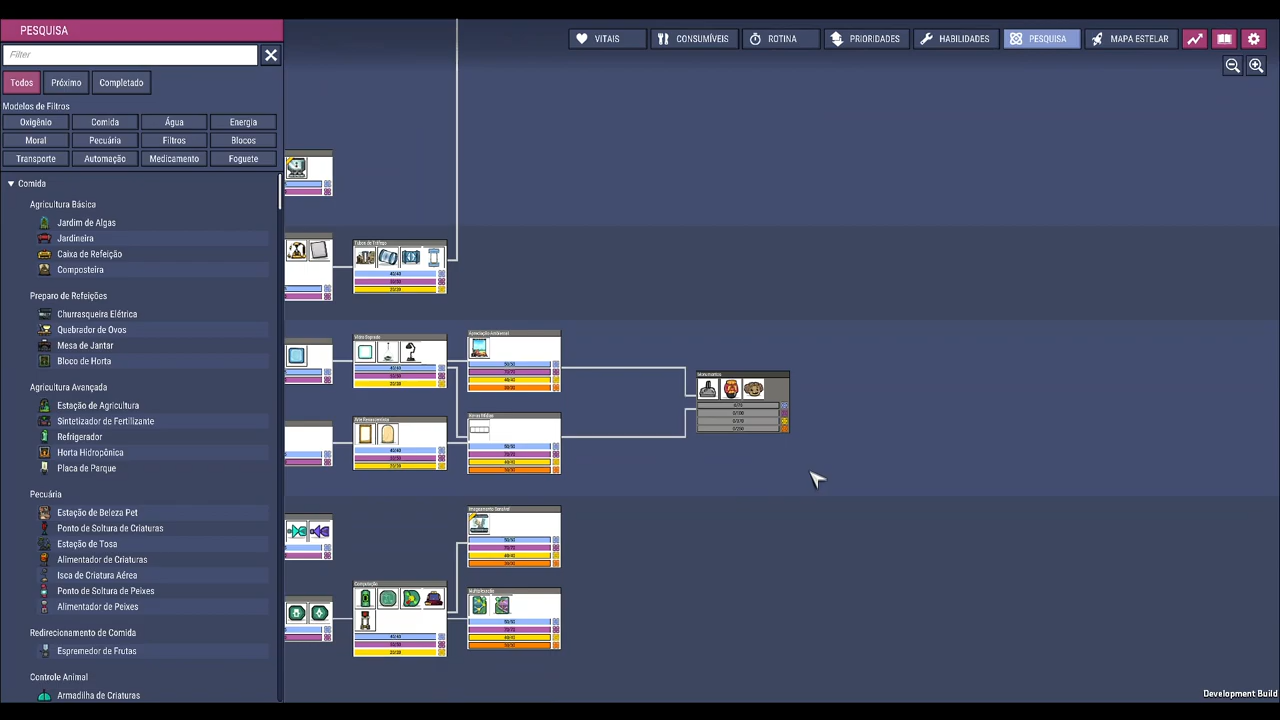 PESQUISA
Filter
Todos Próximo Completado
Modelos de Filtros
Oxigênio Comida Água Energia
Moral Pecuária Filtros Blocos
Transporte Automação Medicamento Foguete
Comida
Agricultura Básica
Jardim de Algas
Jardineira
Caixa de Refeição
Composteira
Preparo de Refeições
Churrasqueira Elétrica
Quebrador de Ovos
Mesa de Jantar
Bloco de Horta
Agricultura Avançada
Estação de Agricultura
Sintetizador de Fertilizante
Refrigerador
Horta Hidropônica
Placa de Parque
Pecuária
Estação de Beleza Pet
Ponto de Soltura de Criaturas
Estação de Tosa
Alimentador de Criaturas
Isca de Criatura Aérea
Ponto de Soltura de Peixes
Alimentador de Peixes
Redirecionamento de Comida
Espremedor de Frutas
Controle Animal
Armadilha de Criaturas
VITAIS CONSUMÍVEIS ROTINA PRIORIDADES HABILIDADES PESQUISA MAPA ESTELAR
Computação
Multiplexação
Monumentos
Development Build